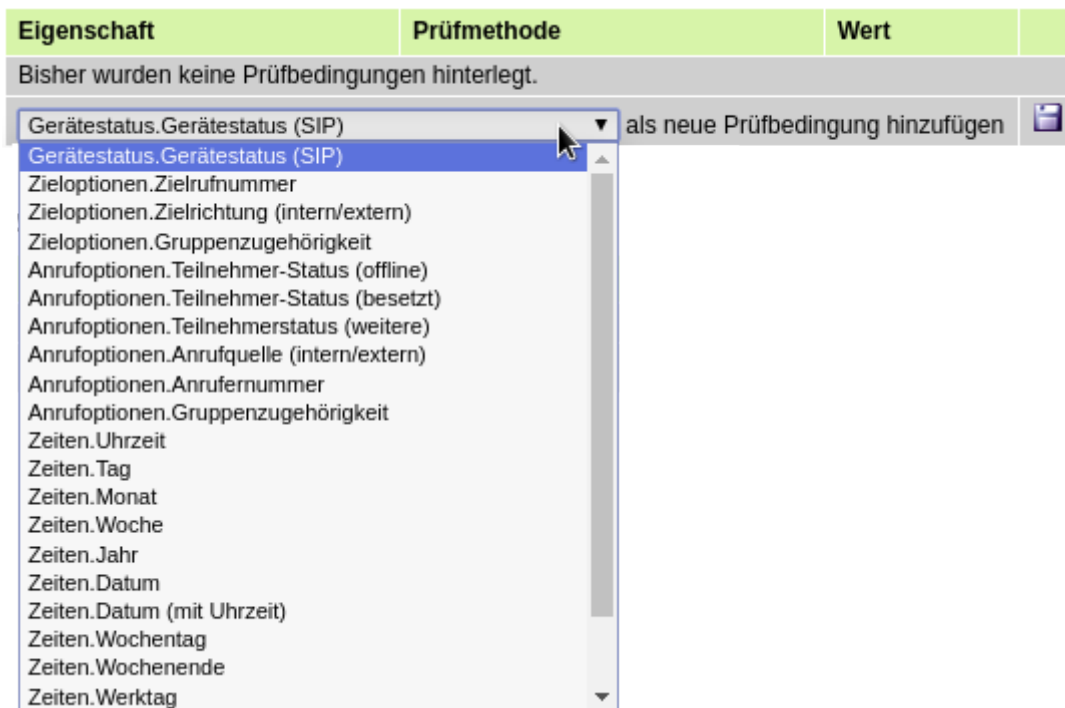 Eigenschaft Prüfmethode Wert
Bisher wurden keine Prüfbedingungen hinterlegt.
Gerätestatus.Gerätestatus (SIP) als neue Prüfbedingung hinzufügen
Gerätestatus.Gerätestatus (SIP)
Zieloptionen.Zielrufnummer
Zieloptionen.Zielrichtung (intern/extern)
Zieloptionen.Gruppenzugehörigkeit
Anrufoptionen.Teilnehmer-Status (offline)
Anrufoptionen.Teilnehmer-Status (besetzt)
Anrufoptionen.Teilnehmerstatus (weitere)
Anrufoptionen.Anrufquelle (intern/extern)
Anrufoptionen.Anrufernummer
Anrufoptionen.Gruppenzugehörigkeit
Zeiten.Uhrzeit
Zeiten.Tag
Zeiten.Monat
Zeiten.Woche
Zeiten.Jahr
Zeiten.Datum
Zeiten.Datum (mit Uhrzeit)
Zeiten.Wochentag
Zeiten.Wochenende
Zeiten.Werktag